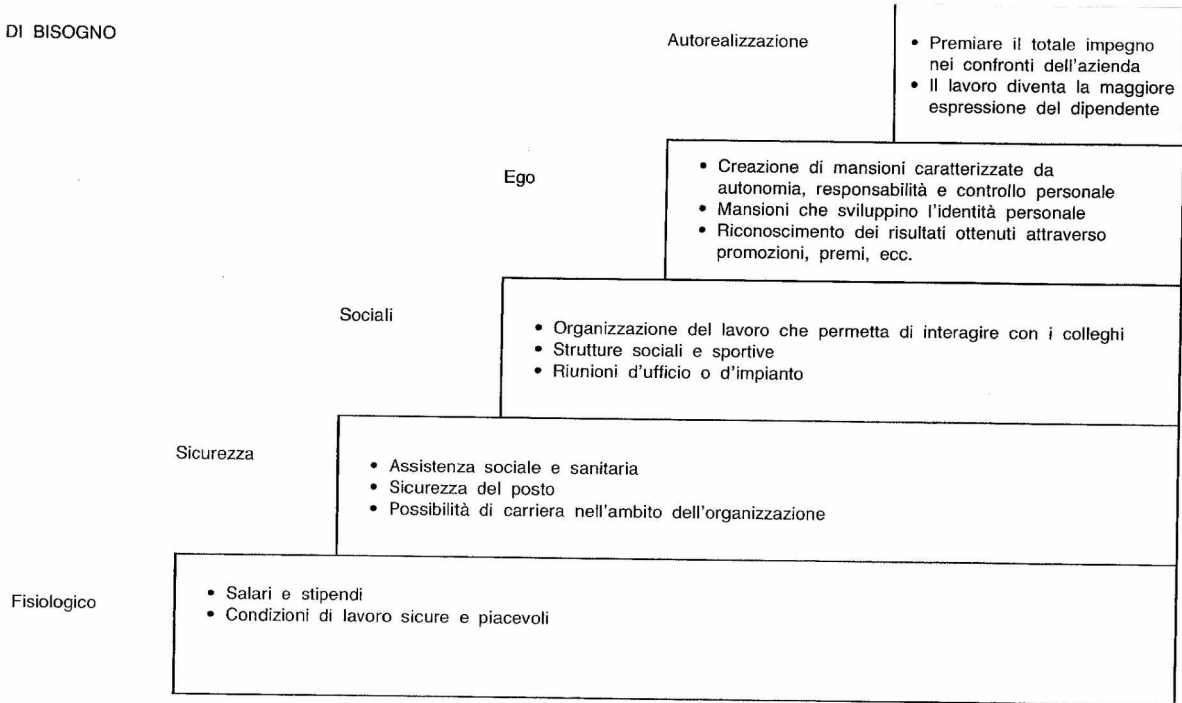 DI BISOGNO
Autorealizzazione
• Premiare il totale impegno
nei confronti dell'azienda
• Il lavoro diventa la maggiore
espressione del dipendente
Ego
• Creazione di mansioni caratterizzate da
autonomia, responsabilità e controllo personale
• Mansioni che sviluppino l'identità personale
• Riconoscimento dei risultati ottenuti attraverso
promozioni, premi, ecc.
Sociali
• Organizzazione del lavoro che permetta di interagire con i colleghi
• Strutture sociali e sportive
• Riunioni d'ufficio o d'impianto
Sicurezza
• Assistenza sociale e sanitaria
• Sicurezza del posto
• Possibilità di carriera nell'ambito dell'organizzazione
Fisiologico
• Salari e stipendi
• Condizioni di lavoro sicure e piacevoli